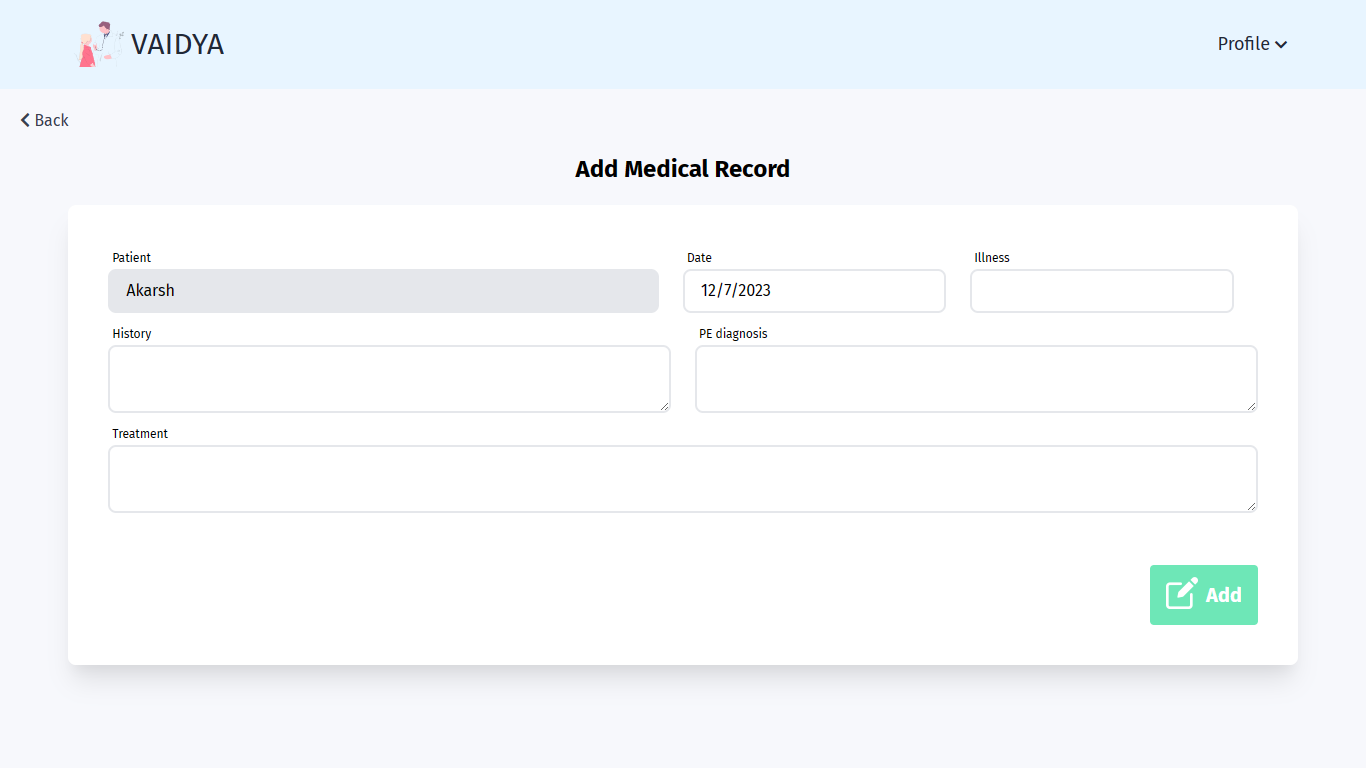 VAIDYA
Profile
Back
Add Medical Record
Patient Date Illness
Akarsh 12/7/2023
History PE diagnosis
Treatment
Add